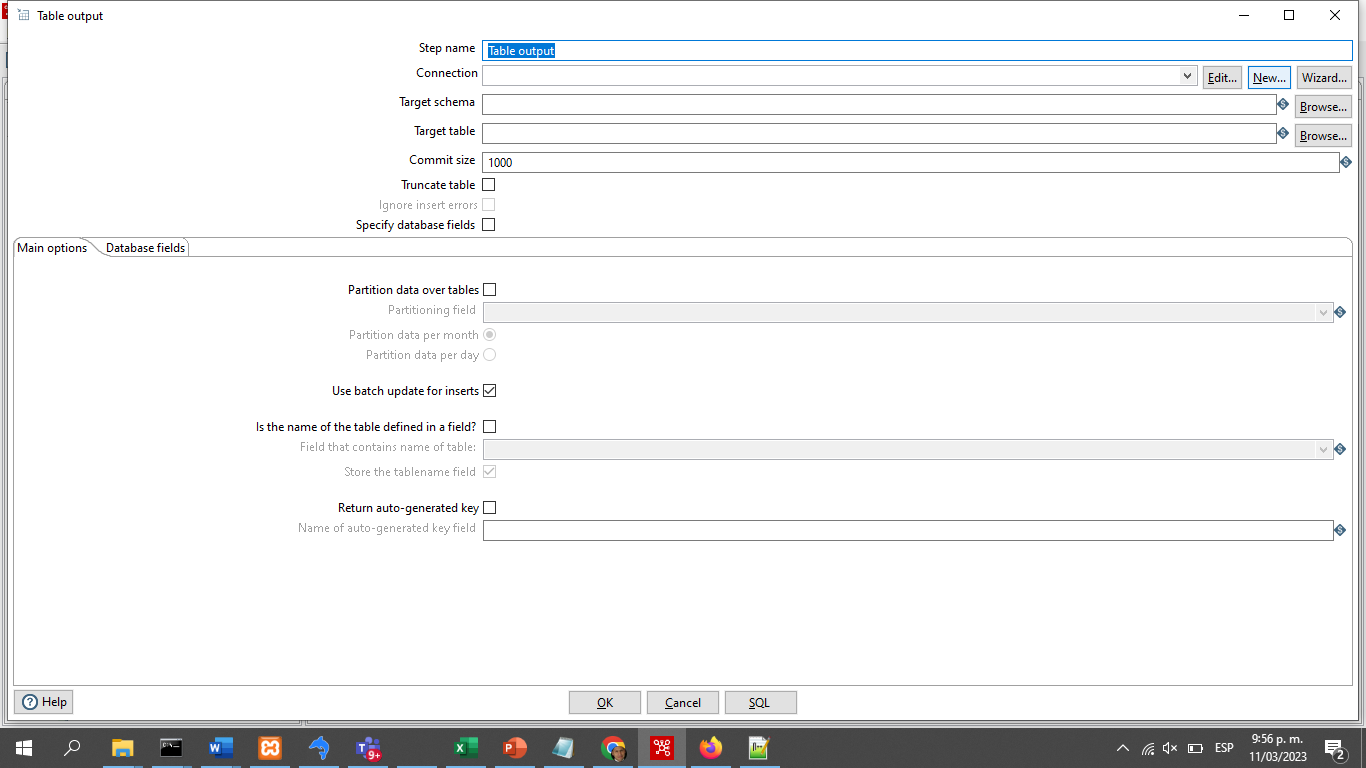 Table output
Step name Table output
Connection Edit... New... Wizard...
Target schema Browse...
Target table Browse...
Commit size 1000
Truncate table
Ignore insert errors
Specify database fields
Main options Database fields
Partition data over tables
Partitioning field
Partition data per month
Partition data per day
Use batch update for inserts
Is the name of the table defined in a field?
Field that contains name of table:
Store the tablename field
Return auto-generated key
Name of auto-generated key field
Help OK Cancel SQL
9+
ESP 9:56 p. m.
11/03/2023 2